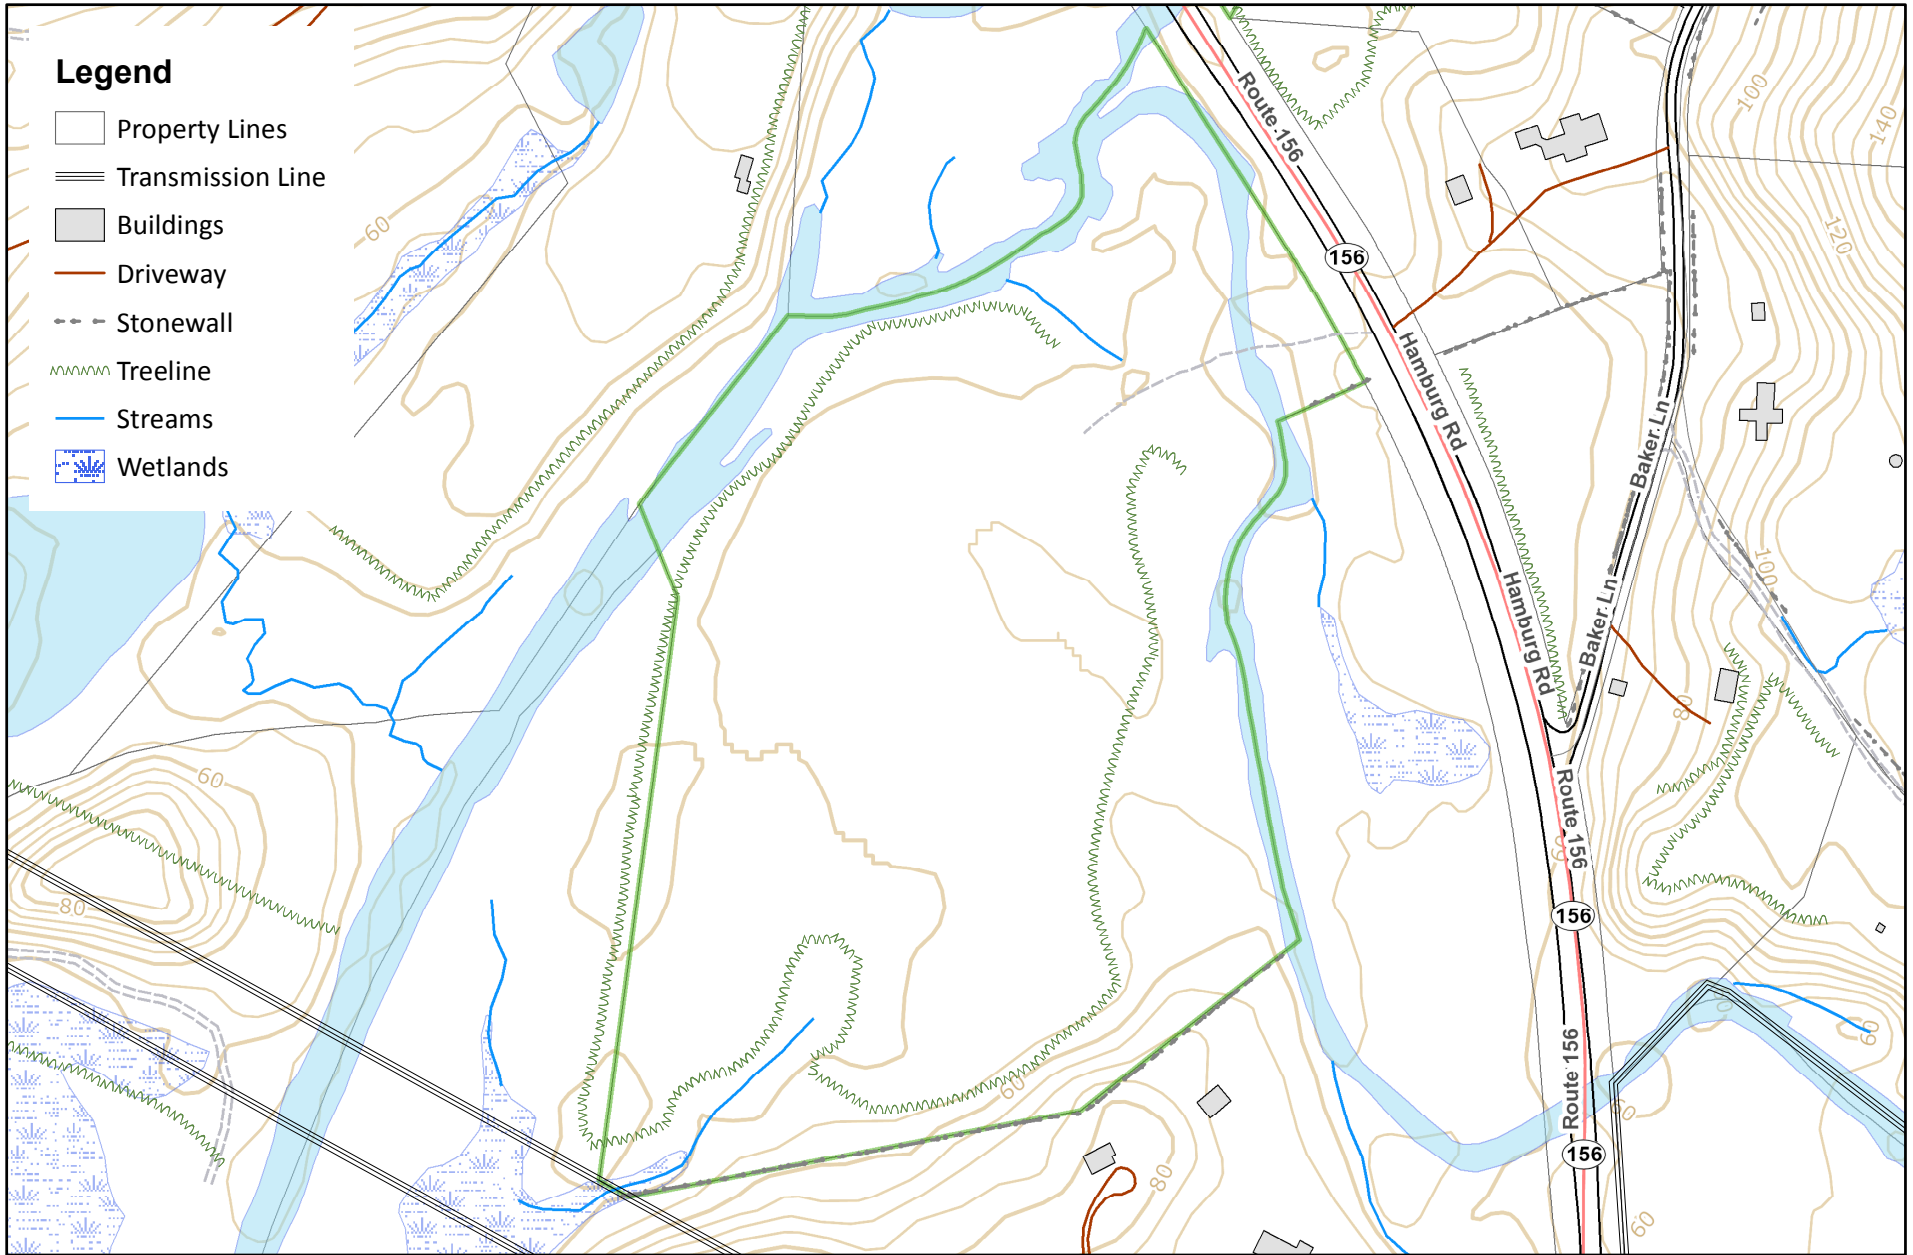 Legend
Property Lines
Transmission Line
Buildings
Driveway
Stonewall
Treeline
Streams
Wetlands
Route 156
156
Hamburg Rd
Hamburg Rd
Baker Ln
Baker Ln
Route 156
156
Route 156
156
60
100
140
120
100
80
60
60
80
60
60
60
80
60